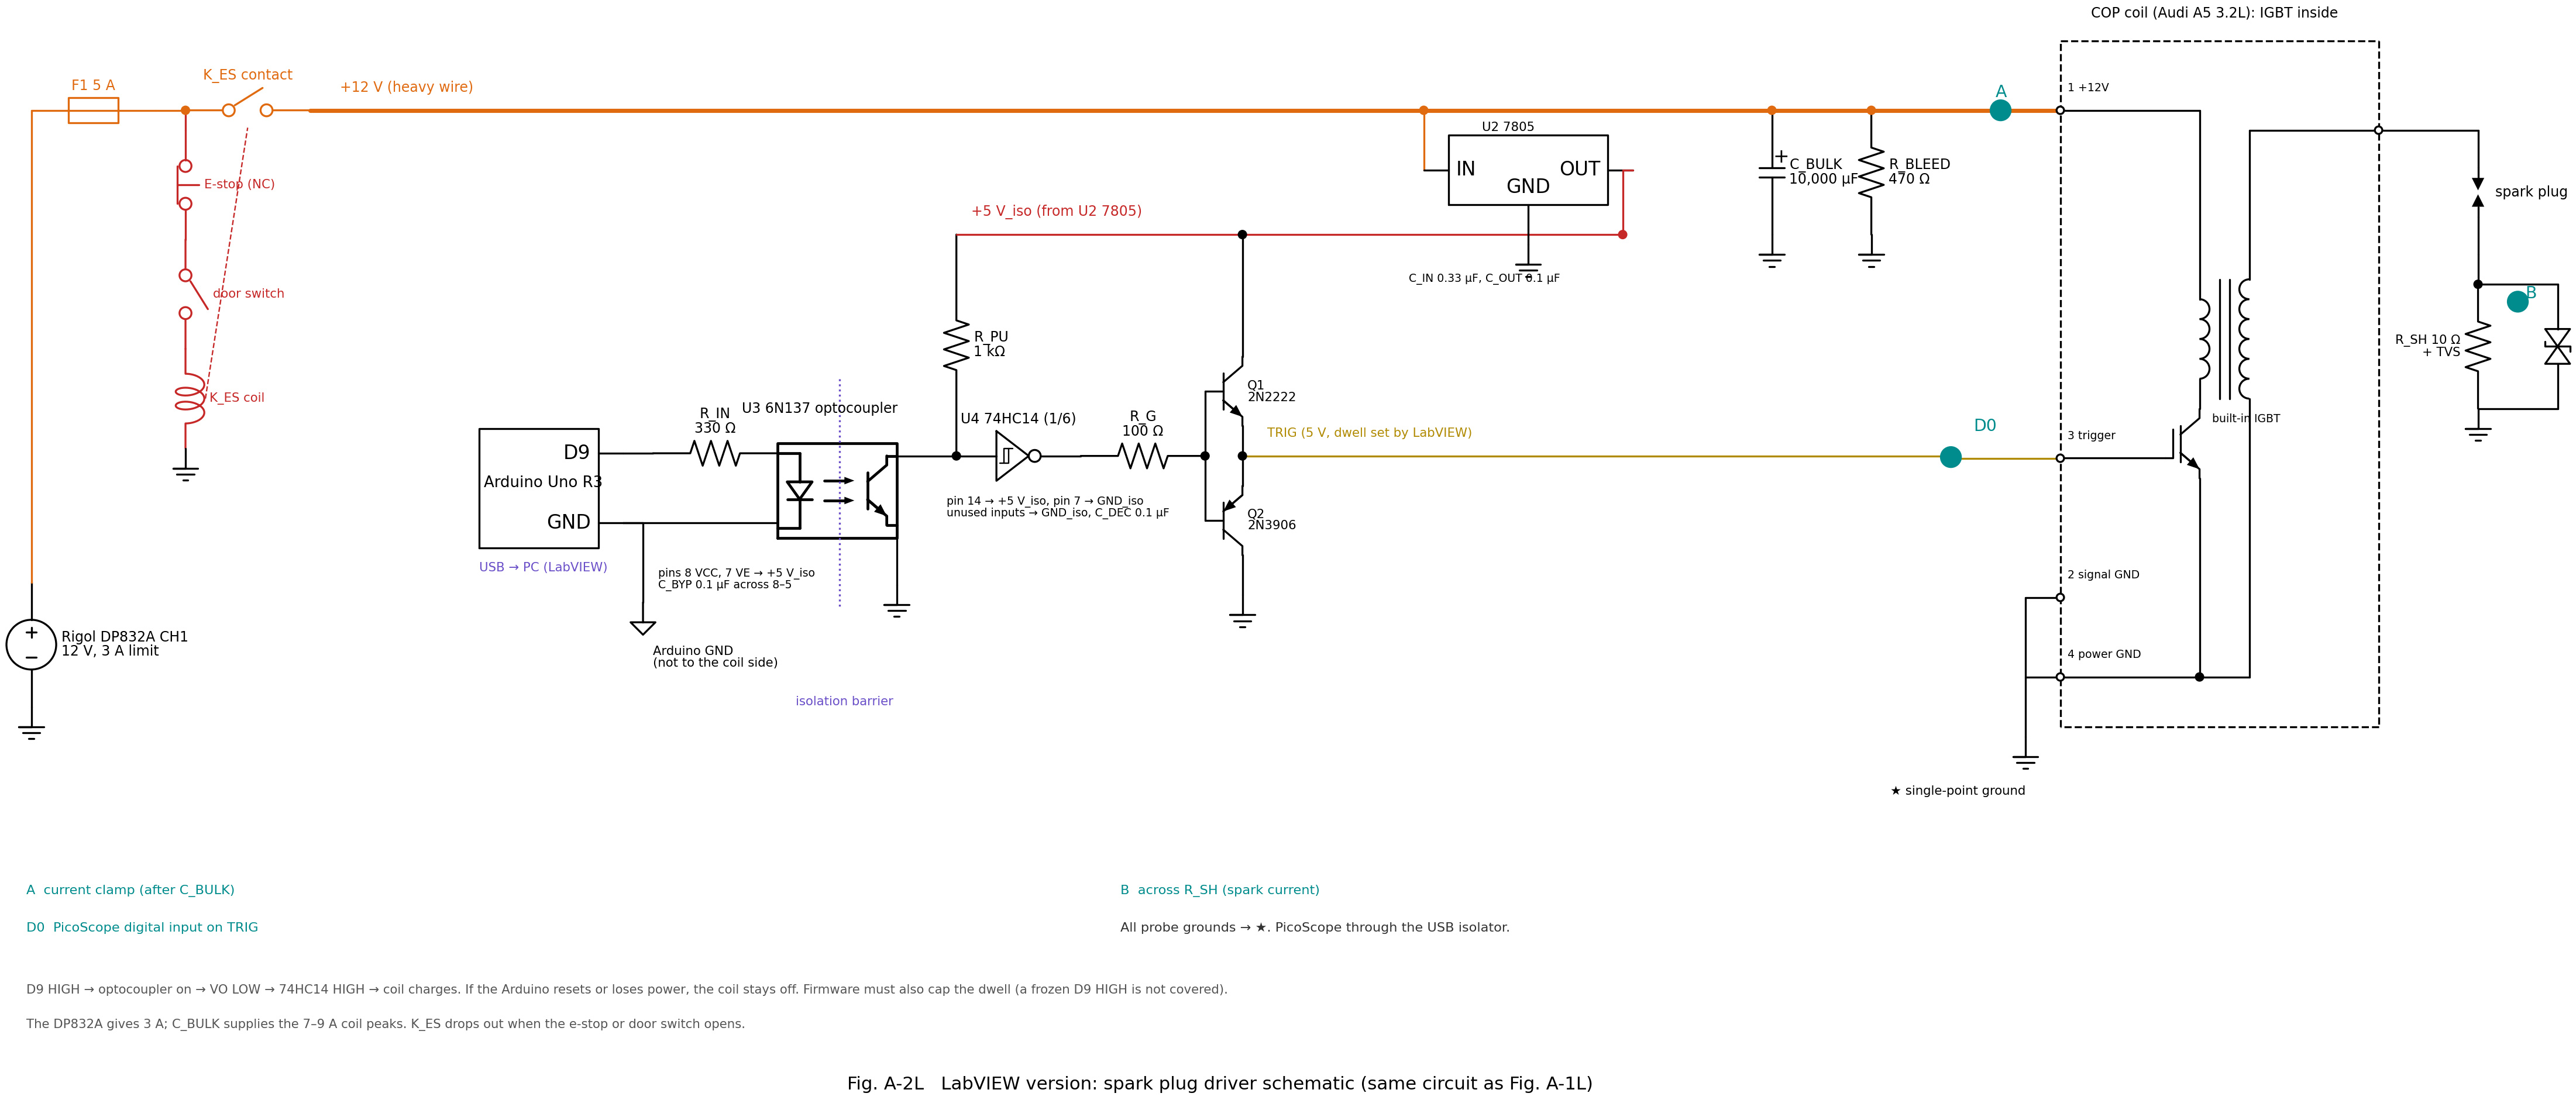 COP coil (Audi A5 3.2L): IGBT inside
F1 5 A
K_ES contact
+12 V (heavy wire)
A
1 +12V
U2 7805
IN
OUT
GND
C_IN 0.33 µF, C_OUT 0.1 µF
+
C_BULK
10,000 µF
R_BLEED
470 Ω
E-stop (NC)
door switch
K_ES coil
+5 V_iso (from U2 7805)
spark plug
B
R_SH 10 Ω
+ TVS
R_PU
1 kΩ
Q1
2N2222
U3 6N137 optocoupler
R_IN
330 Ω
U4 74HC14 (1/6)
R_G
100 Ω
TRIG (5 V, dwell set by LabVIEW)
D0
3 trigger
built-in IGBT
D9
Arduino Uno R3
GND
pin 14 → +5 V_iso, pin 7 → GND_iso
unused inputs → GND_iso, C_DEC 0.1 µF
Q2
2N3906
USB → PC (LabVIEW)
pins 8 VCC, 7 VE → +5 V_iso
C_BYP 0.1 µF across 8–5
2 signal GND
+
−
Rigol DP832A CH1
12 V, 3 A limit
Arduino GND
(not to the coil side)
4 power GND
isolation barrier
★ single-point ground
A current clamp (after C_BULK)
B across R_SH (spark current)
D0 PicoScope digital input on TRIG
All probe grounds → ★. PicoScope through the USB isolator.
D9 HIGH → optocoupler on → VO LOW → 74HC14 HIGH → coil charges. If the Arduino resets or loses power, the coil stays off. Firmware must also cap the dwell (a frozen D9 HIGH is not covered).
The DP832A gives 3 A; C_BULK supplies the 7–9 A coil peaks. K_ES drops out when the e-stop or door switch opens.
Fig. A-2L LabVIEW version: spark plug driver schematic (same circuit as Fig. A-1L)